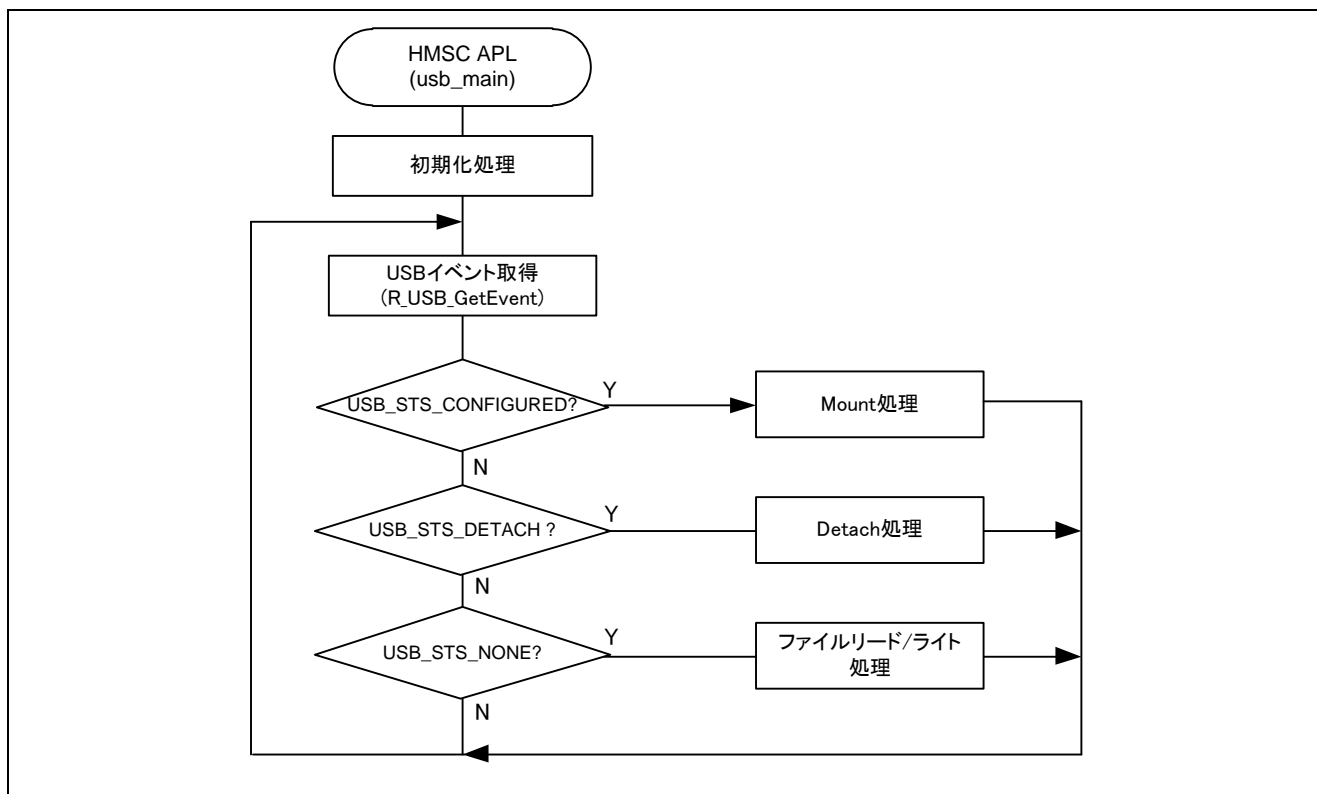 HMSC APL
(usb_main)
初期化処理
USBイベント取得
(R_USB_GetEvent)
USB_STS_CONFIGURED?
Y
Mount処理
N
USB_STS_DETACH ?
Y
Detach処理
N
USB_STS_NONE?
Y
ファイルリード/ライト
処理
N